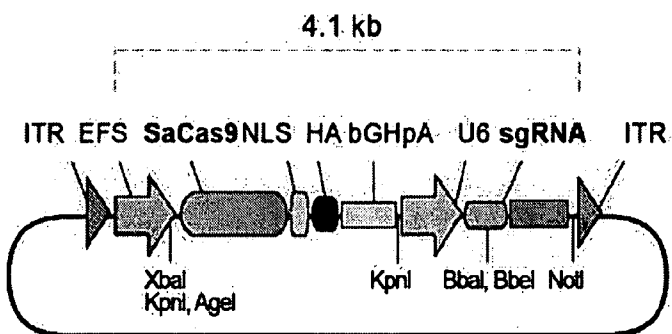 4.1 kb
ITR EFS SaCas9 NLS HA bGHpA U6 sgRNA ITR
XbaI KpnI BbaI, BbeI NotI
KpnI, AgeI